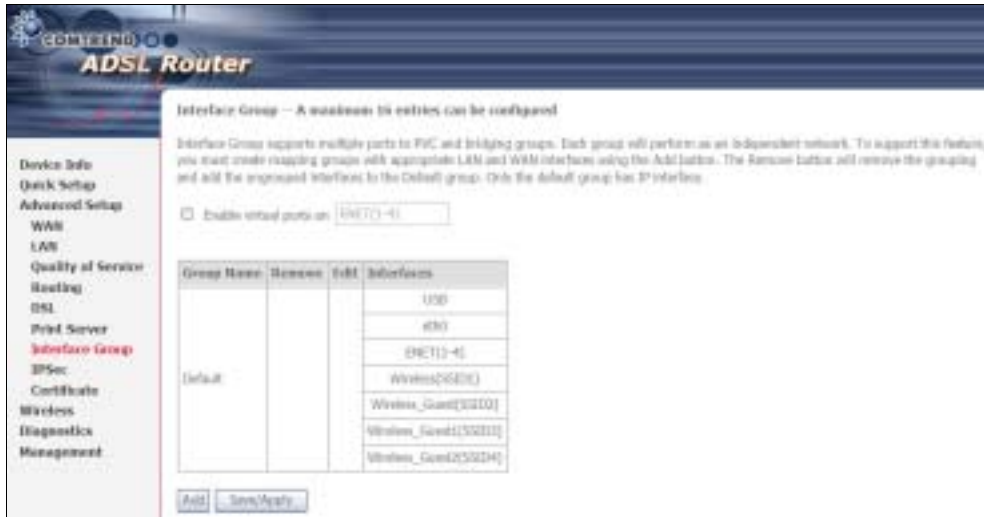 COMTREND
ADSL Router
Interface Group -- A maximum 16 entries can be configured
Interface Group supports multiple ports to PVC and bridging groups. Each group will perform as an independent network. To support this feature,
you must create mapping groups with appropriate LAN and WAN interfaces using the Add button. The Remove button will remove the grouping
and add the ungrouped interfaces to the Default group. Only the default group has IP interface.
Device Info
Quick Setup
Advanced Setup
WAN
LAN
Quality of Service
Routing
DSL
Print Server
Interface Group
IPSec
Certificate
Wireless
Diagnostics
Management
Enable virtual ports on ENET(1-4)
Group Name Remove Edit Interfaces
Default
USB
ENET(1-4)
Wireless(SSID1)
Wireless_Guest(SSID2)
Wireless_Guest1(SSID3)
Wireless_Guest2(SSID4)
Add Save/Apply